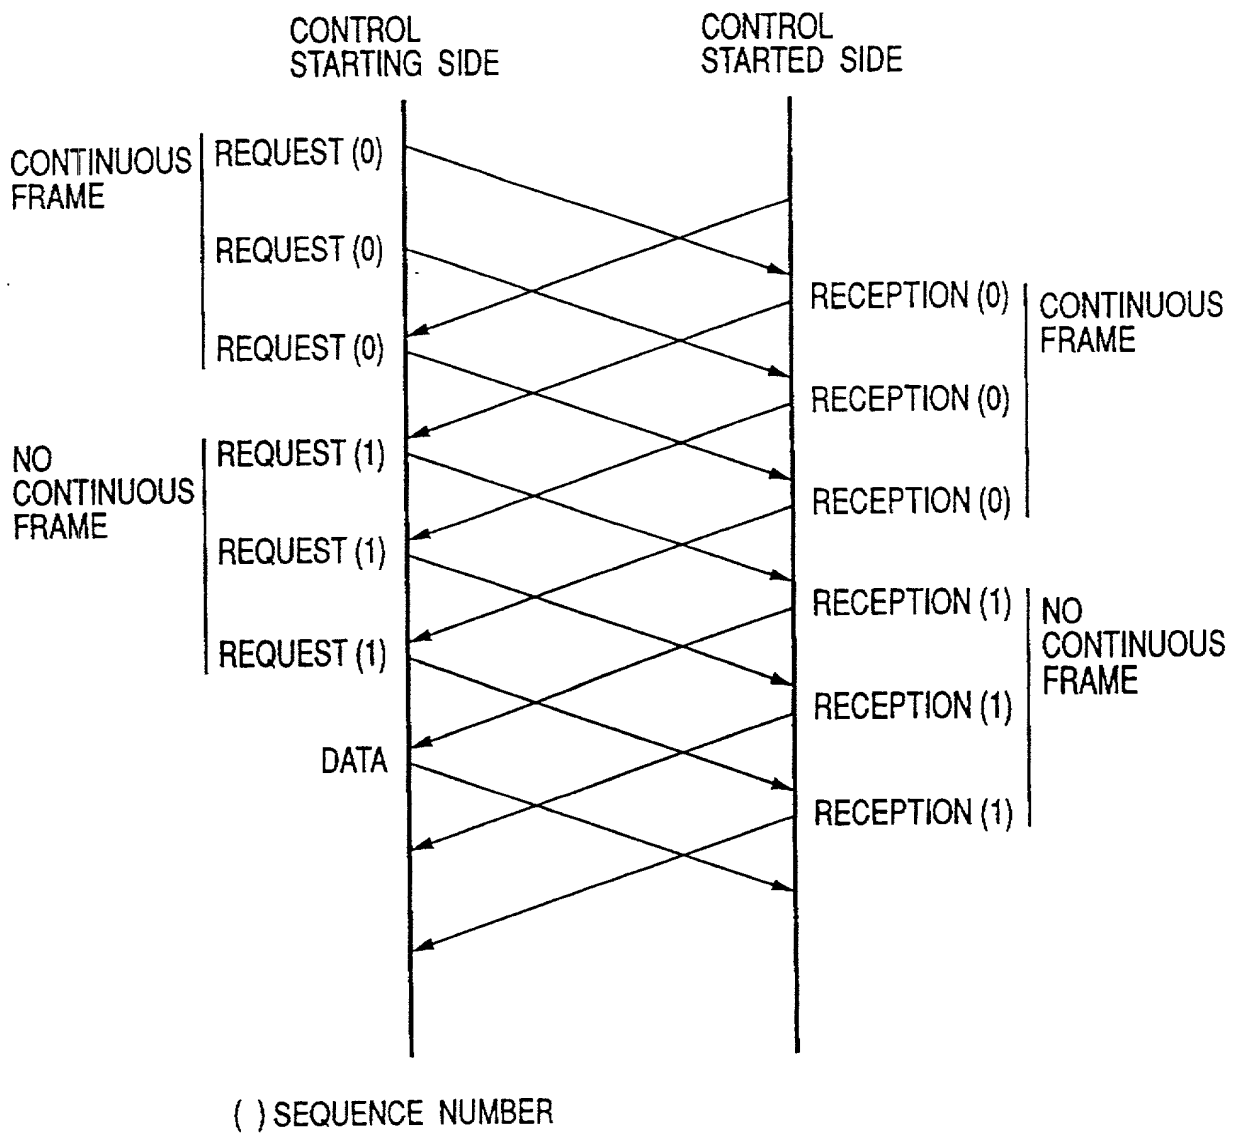 CONTROL
STARTING SIDE
CONTROL
STARTED SIDE
CONTINUOUS
FRAME
REQUEST (0)
REQUEST (0)
REQUEST (0)
RECEPTION (0)
CONTINUOUS
FRAME
RECEPTION (0)
RECEPTION (0)
NO
CONTINUOUS
FRAME
REQUEST (1)
REQUEST (1)
REQUEST (1)
RECEPTION (1)
NO
CONTINUOUS
FRAME
RECEPTION (1)
RECEPTION (1)
DATA
( ) SEQUENCE NUMBER